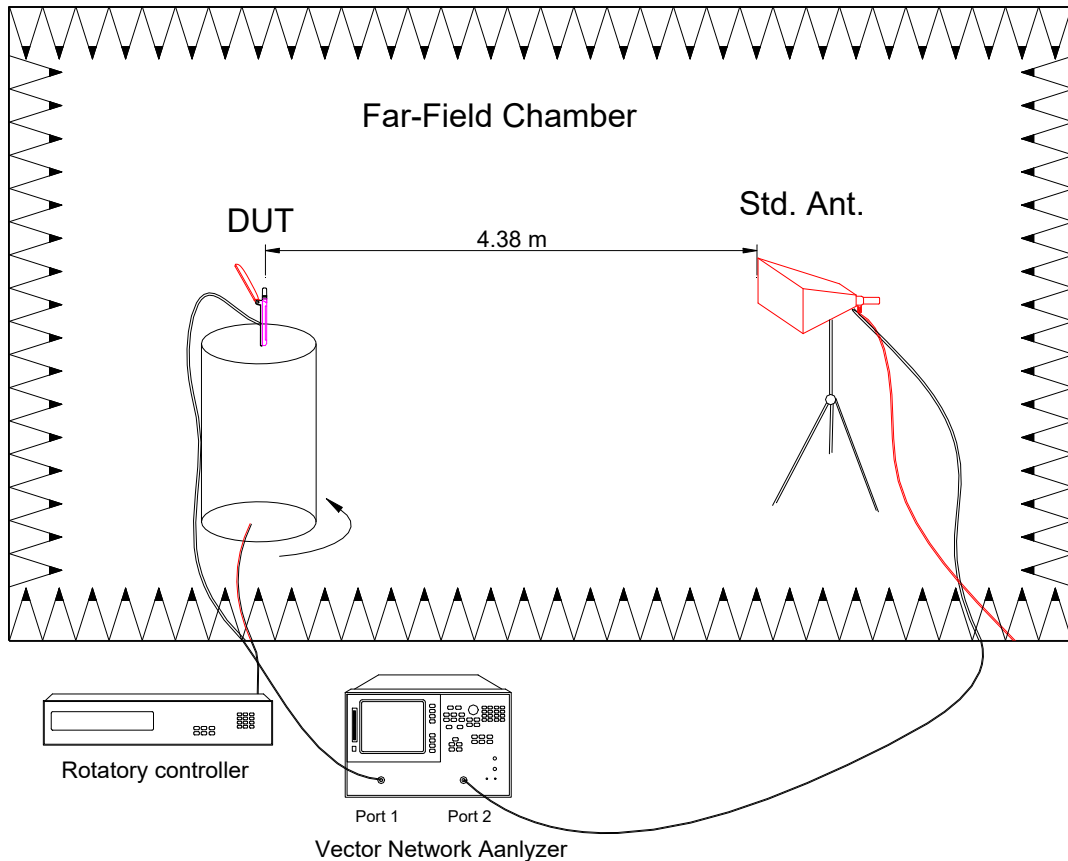 Far-Field Chamber
DUT
Std. Ant.
4.38 m
Rotatory controller
Port 1
Port 2
Vector Network Aanlyzer